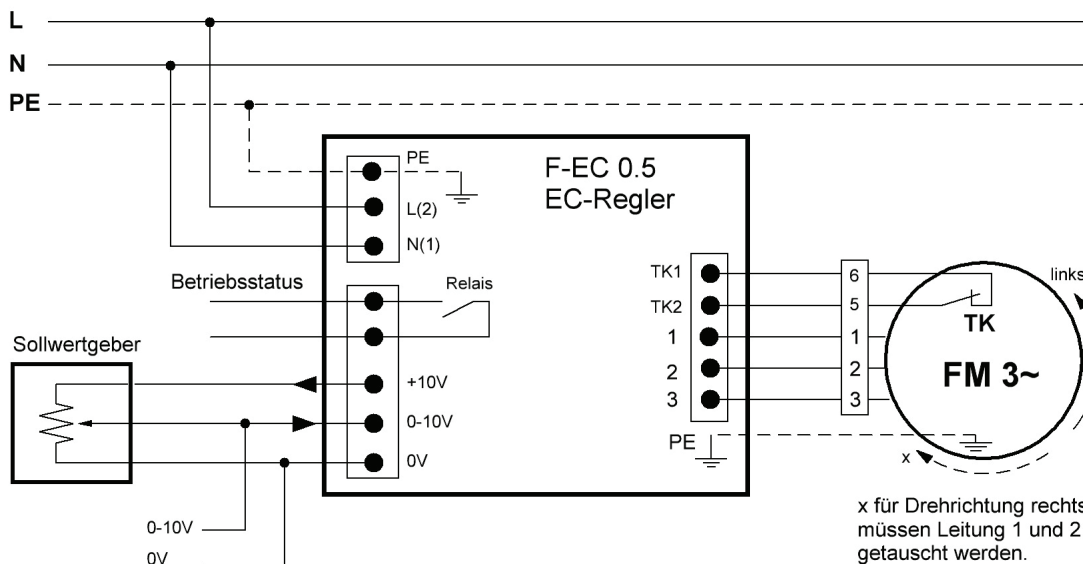 L
N
PE
PE
L(2)
N(1)
F-EC 0.5
EC-Regler
Betriebsstatus
Relais
Sollwertgeber
+10V
0-10V
0V
0-10V
0V
TK1
TK2
1
2
3
PE
6
5
1
2
3
TK
FM 3~
links
x
x für Drehrichtung rechts
müssen Leitung 1 und 2
getauscht werden.